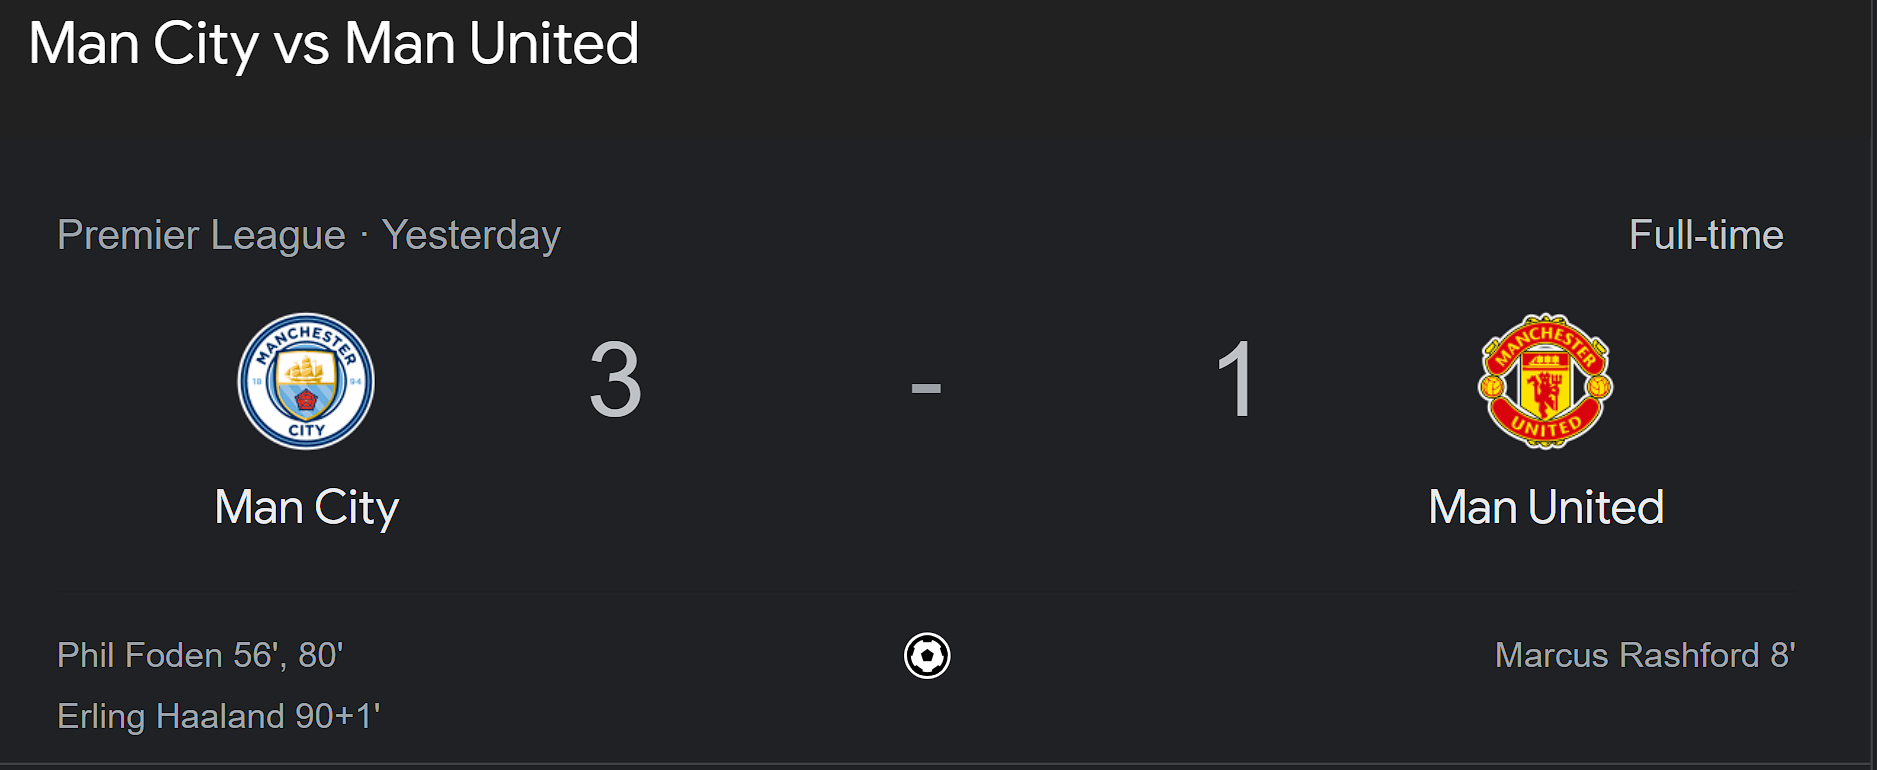 Man City vs Man United
Premier League · Yesterday
Full-time
MANCHESTER
18 94
CITY
3 - 1
MANCHESTER
UNITED
Man City
Man United
Phil Foden 56', 80'
Marcus Rashford 8'
Erling Haaland 90+1'